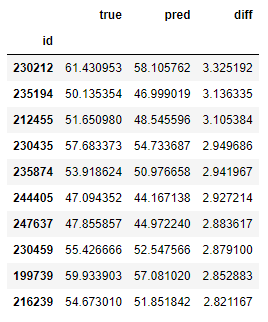 true pred diff
id
230212 61.430953 58.105762 3.325192
235194 50.135354 46.999019 3.136335
212455 51.650980 48.545596 3.105384
230435 57.683373 54.733687 2.949686
235874 53.918624 50.976658 2.941967
244405 47.094352 44.167138 2.927214
247637 47.855857 44.972240 2.883617
230459 55.426666 52.547566 2.879100
199739 59.933903 57.081020 2.852883
216239 54.673010 51.851842 2.821167